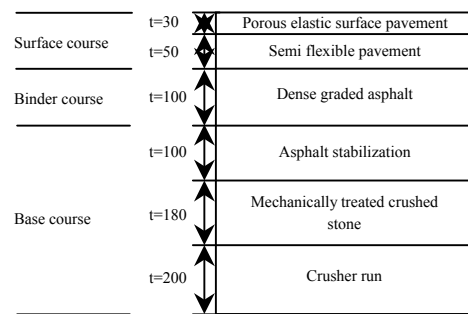 t=30 Porous elastic surface pavement
Surface course
t=50 Semi flexible pavement
Binder course t=100 Dense graded asphalt
t=100 Asphalt stabilization
Base course t=180 Mechanically treated crushed
stone
t=200 Crusher run